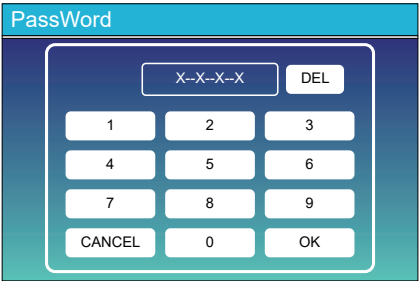 PassWord
X--X--X--X DEL
1 2 3
4 5 6
7 8 9
CANCEL 0 OK